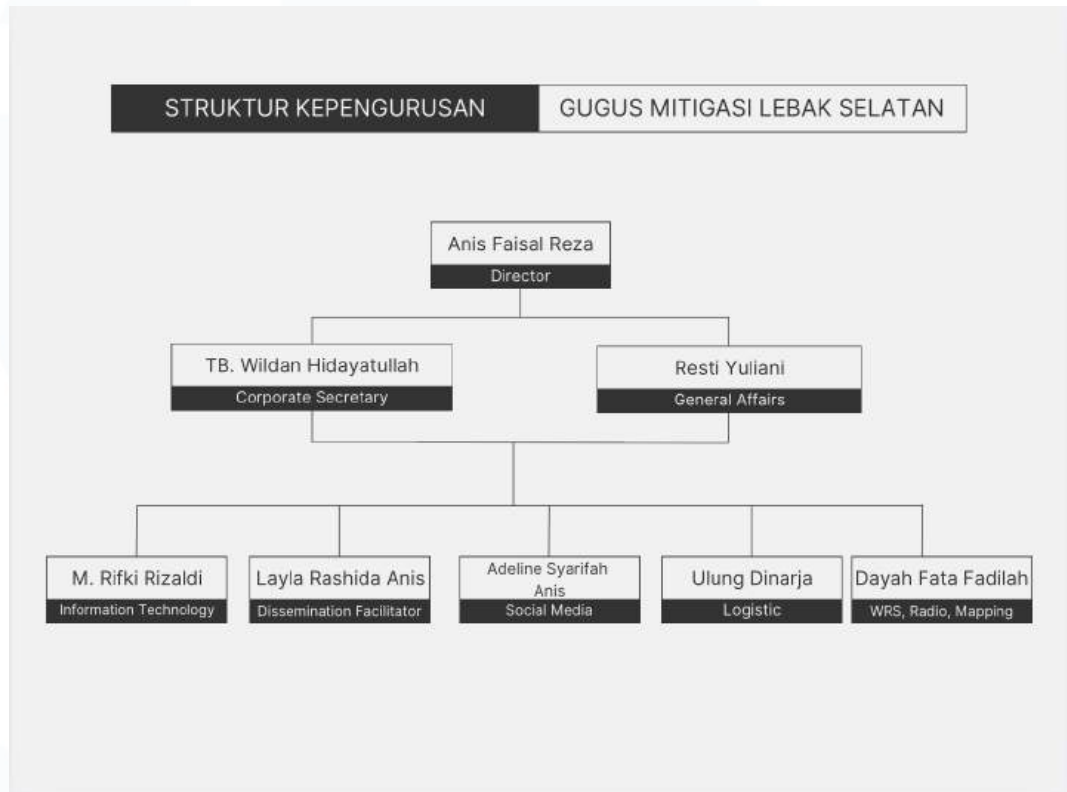 STRUKTUR KEPENGURUSAN
GUGUS MITIGASI LEBAK SELATAN
Anis Faisal Reza
Director
TB. Wildan Hidayatullah
Corporate Secretary
Resti Yuliani
General Affairs
M. Rifki Rizaldi
Information Technology
Layla Rashida Anis
Dissemination Facilitator
Adeline Syarifah
Anis
Social Media
Ulung Dinarja
Logistic
Dayah Fata Fadilah
WRS, Radio, Mapping